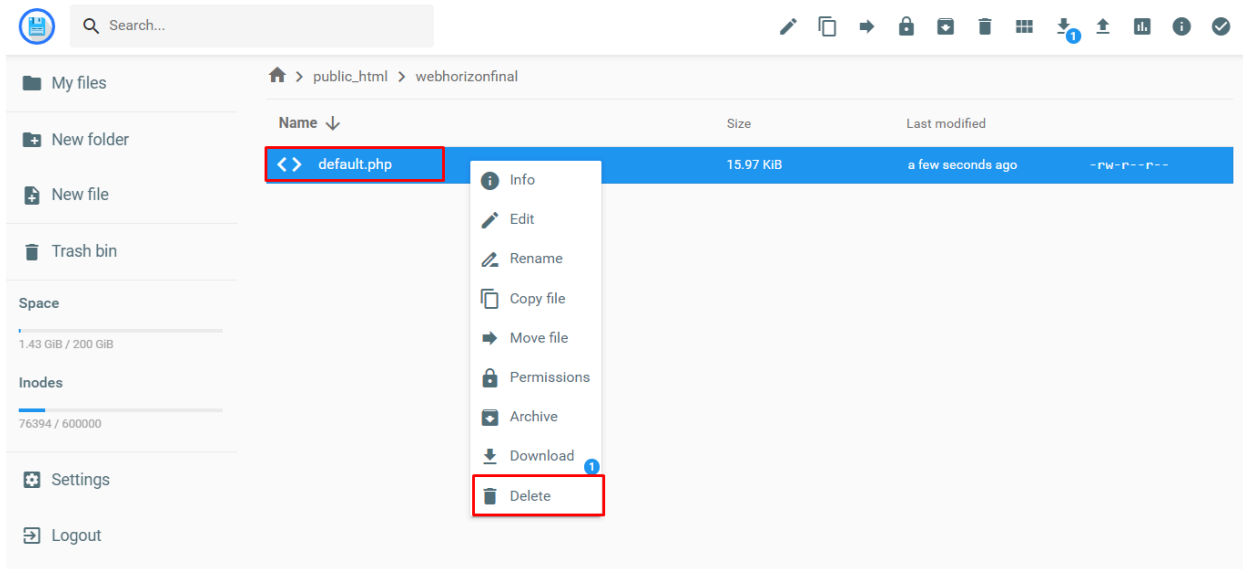 Search...
1
My files
New folder
New file
Trash bin
Space
1.43 GiB / 200 GiB
Inodes
76394 / 600000
Settings
Logout
public_html > webhorizonfinal
Name Size Last modified
default.php 15.97 KiB a few seconds ago -rw-r--r--
Info
Edit
Rename
Copy file
Move file
Permissions
Archive
Download
1
Delete